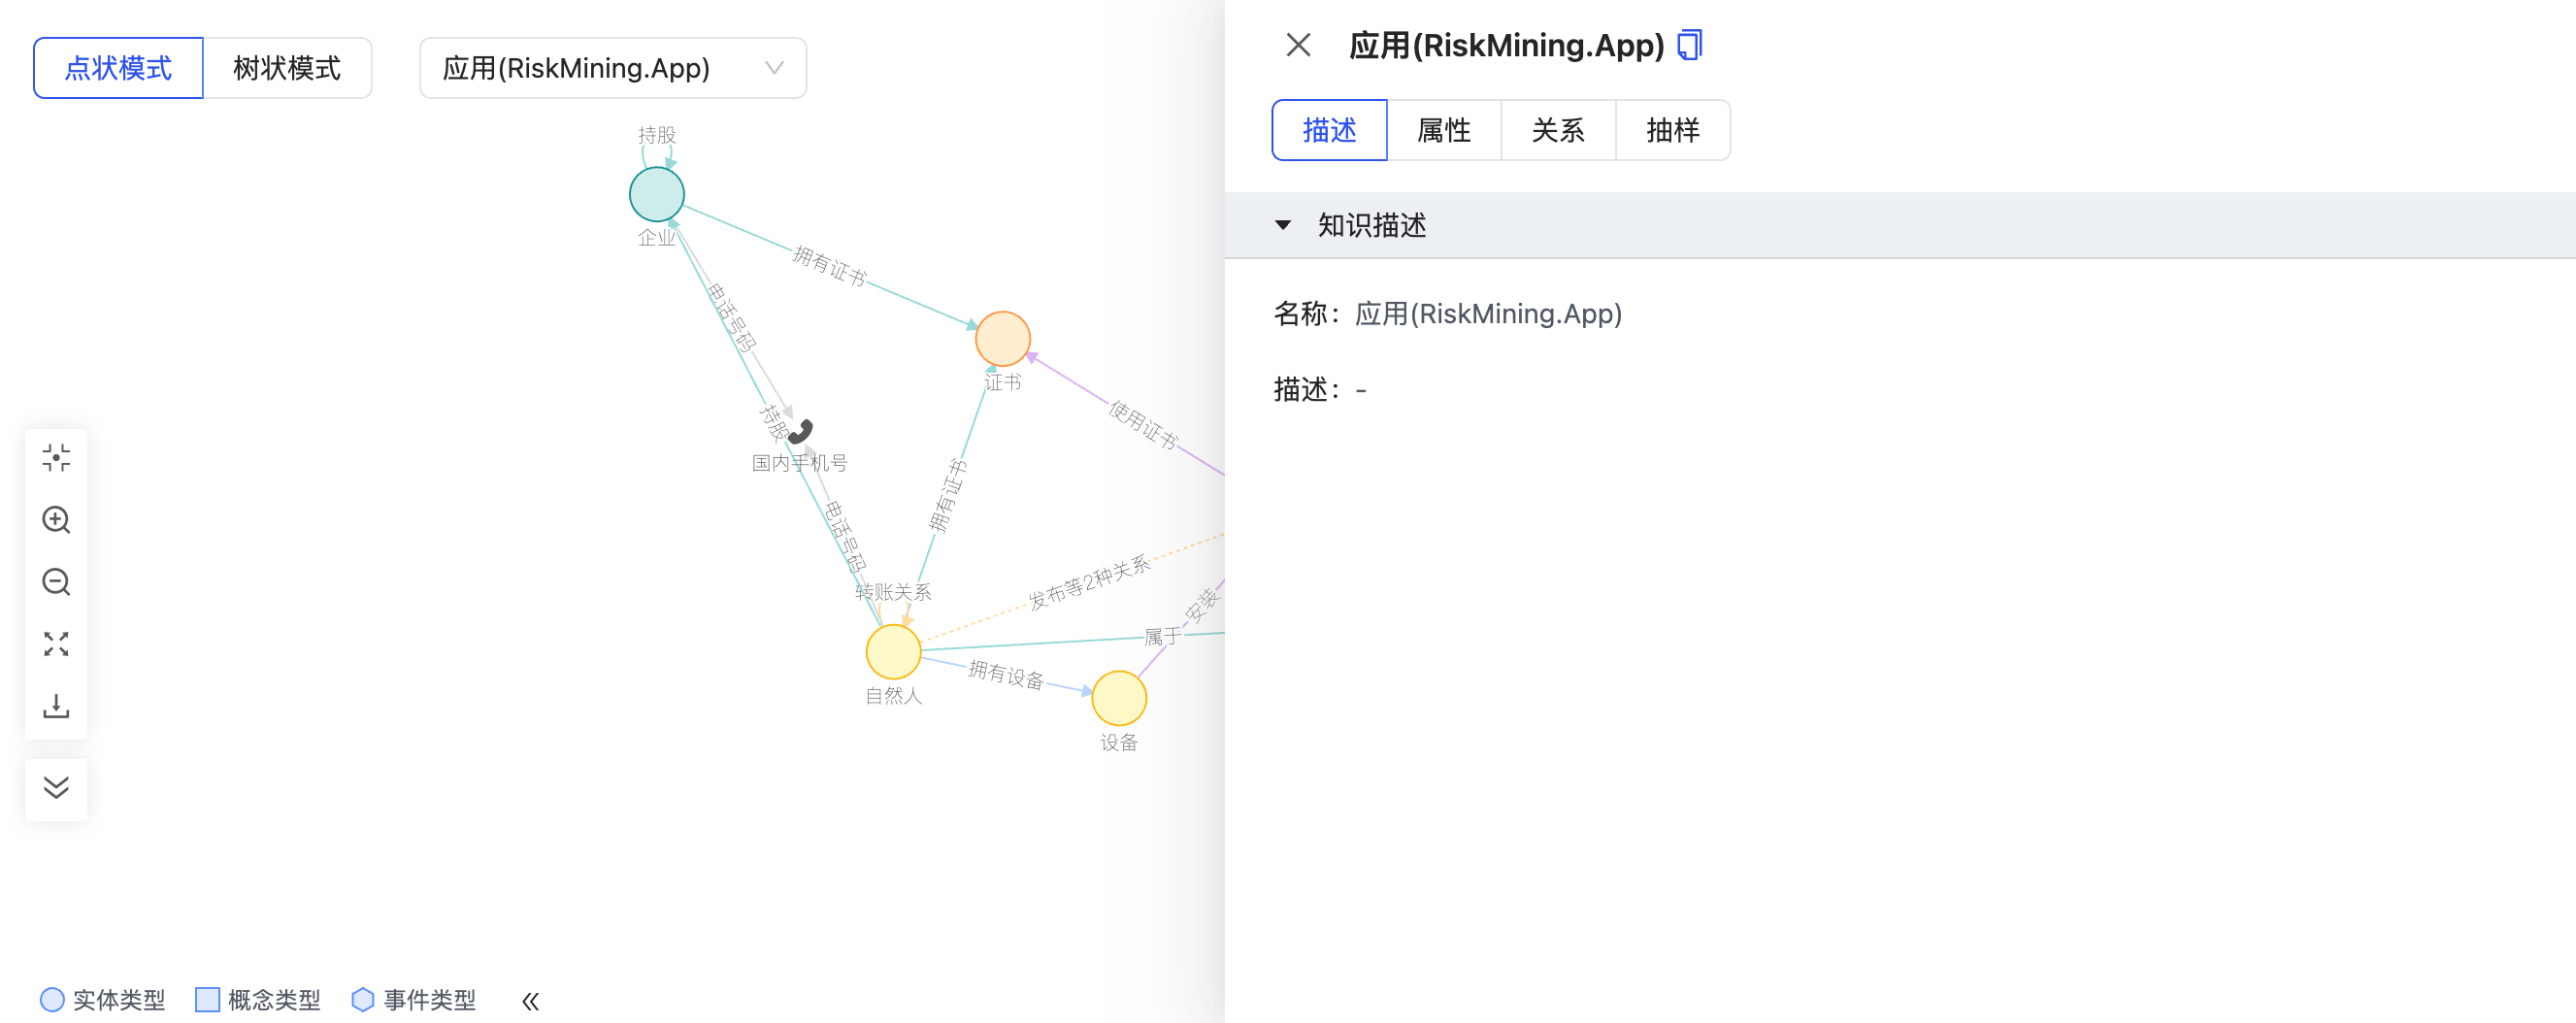 点状模式
树状模式
应用(RiskMining.App)
持股
企业
拥有证书
电话号码
证书
持股
国内手机号
使用证书
拥有证书
电话号码
转账关系
发布等2种关系
安装
属于
拥有设备
自然人
设备
实体类型
概念类型
事件类型
应用(RiskMining.App)
描述
属性
关系
抽样
知识描述
名称：应用(RiskMining.App)
描述：-